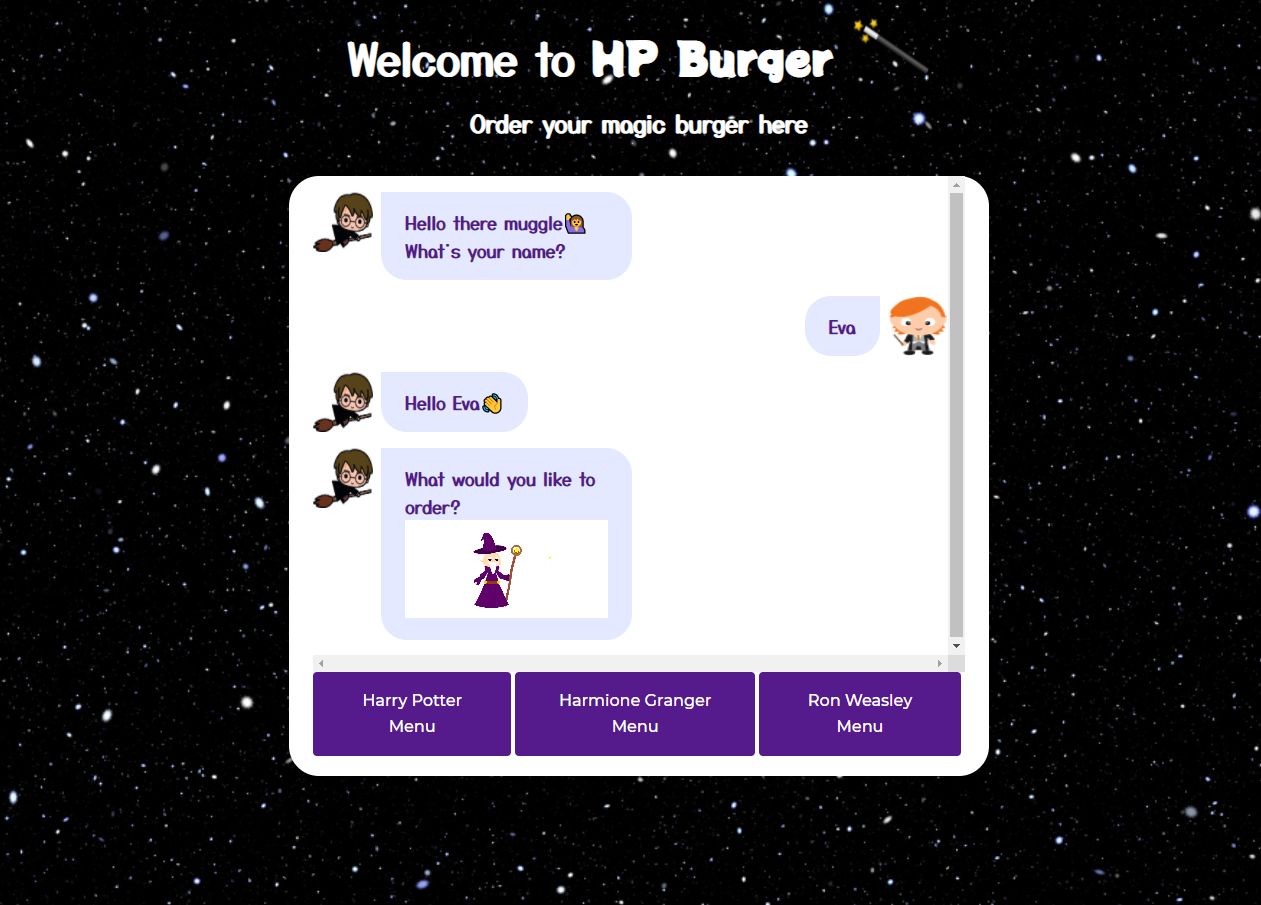 Welcome to HP Burger
Order your magic burger here
Hello there muggle🙋
What's your name?
Eva
Hello Eva👋
What would you like to
order?
Harry Potter
Menu
Harmione Granger
Menu
Ron Weasley
Menu